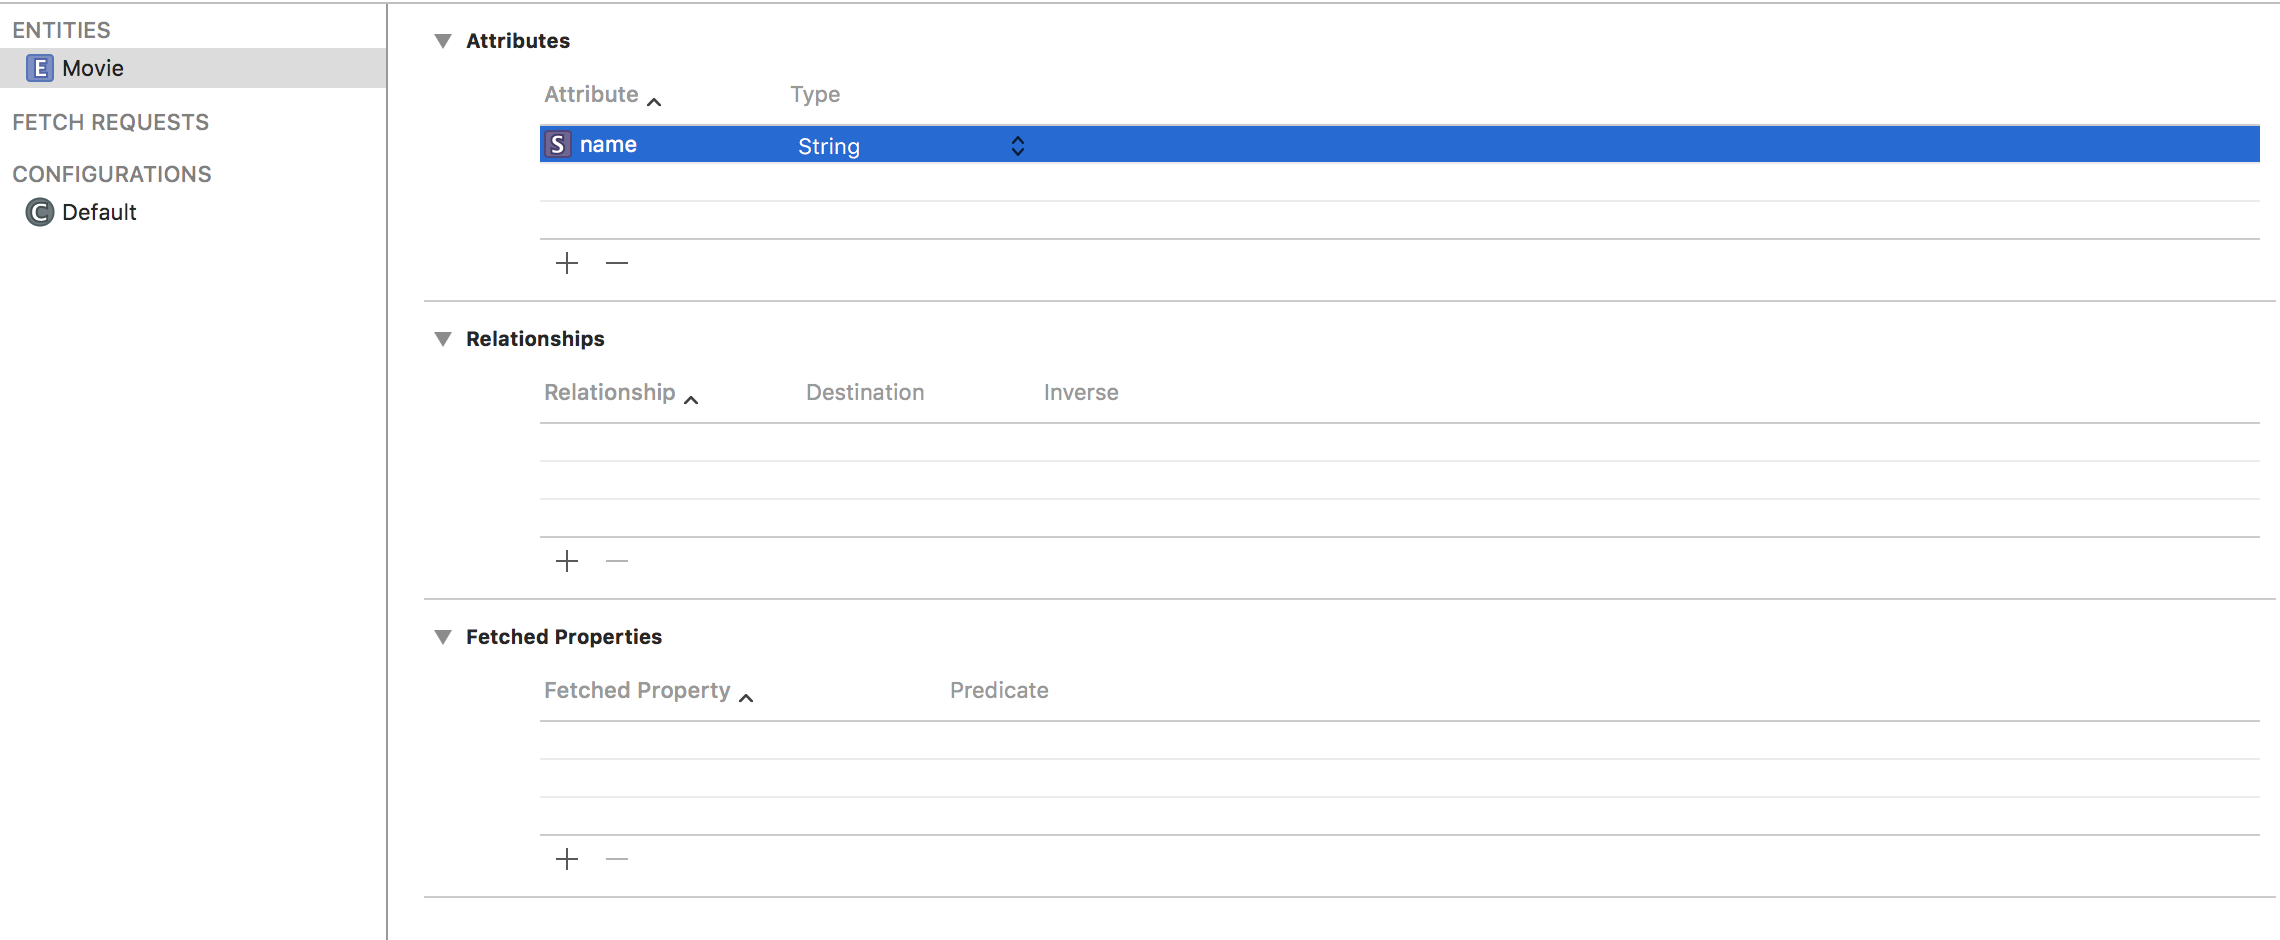 ENTITIES
E Movie
FETCH REQUESTS
CONFIGURATIONS
C Default
Attributes
Attribute Type
S name String
Relationships
Relationship Destination Inverse
Fetched Properties
Fetched Property Predicate